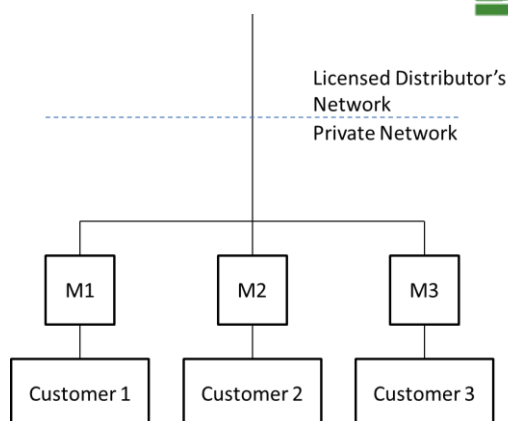 Licensed Distributor’s
Network
Private Network
M1
M2
M3
Customer 1
Customer 2
Customer 3